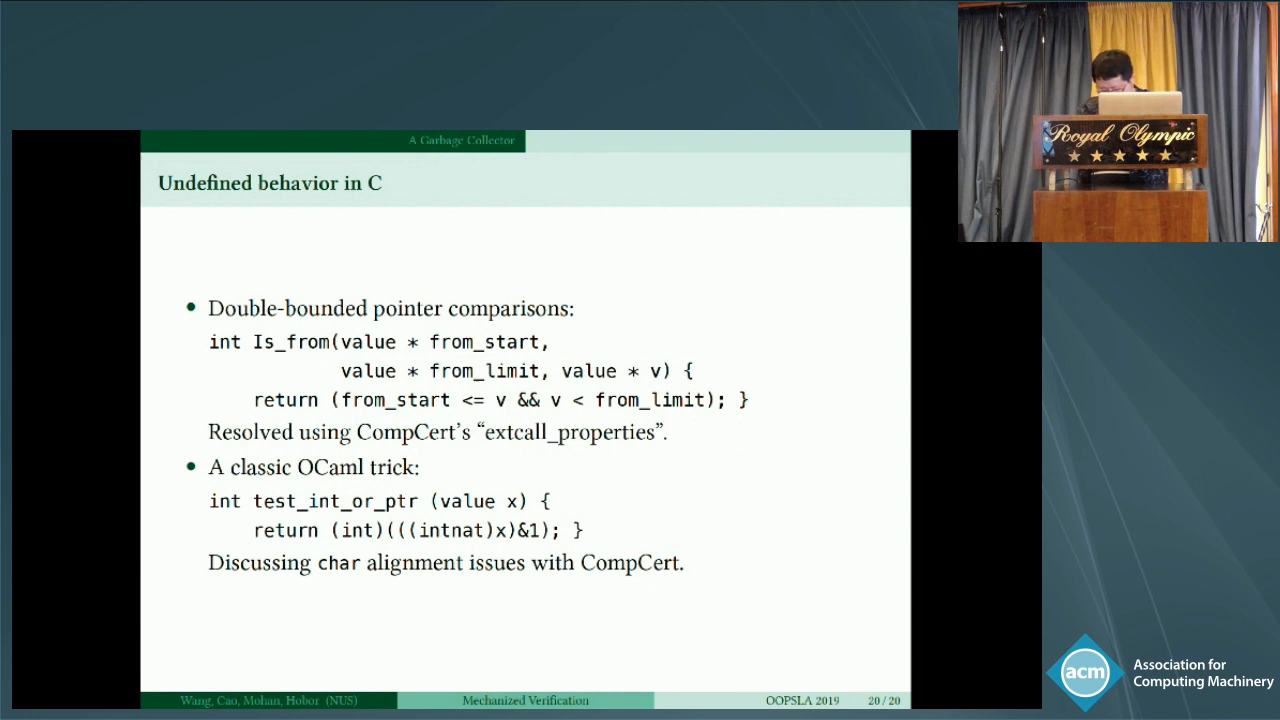 A Garbage Collector
Undefined behavior in C
• Double-bounded pointer comparisons:
int Is_from(value * from_start,
value * from_limit, value * v) {
return (from_start <= v && v < from_limit); }
Resolved using CompCert's “extcall_properties”.
• A classic OCaml trick:
int test_int_or_ptr (value x) {
return (int)(((intnat)x)&1); }
Discussing char alignment issues with CompCert.
Wang, Cao, Mohan, Hobor (NUS) Mechanized Verification OOPSLA 2019 20 / 20
Royal Olympic
acm
Association for
Computing Machinery